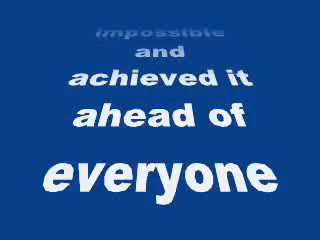 impossible
and
achieved it
ahead of
everyone